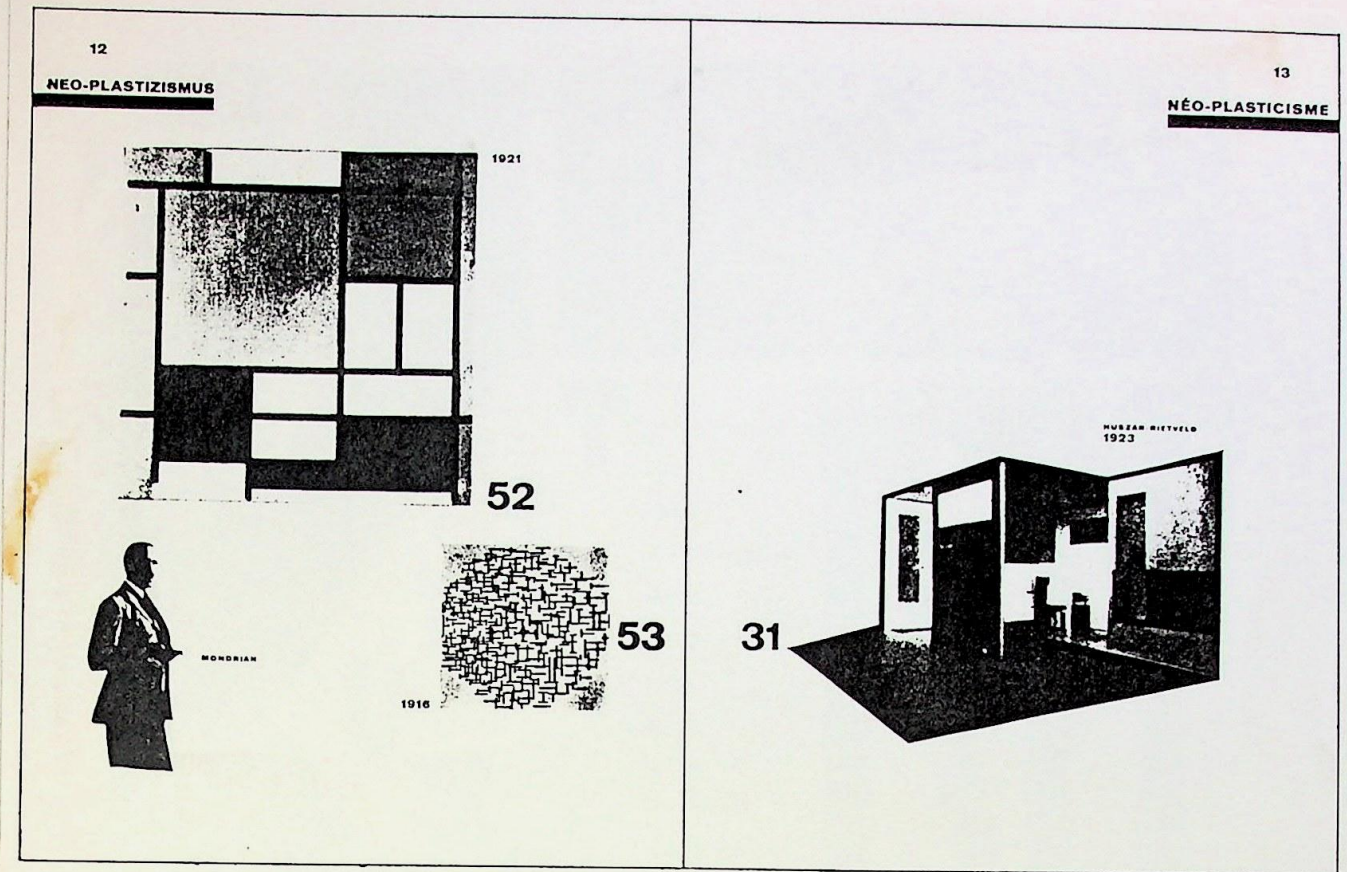 12
NEO-PLASTIZISMUS
1921
52
MONDRIAN
53
1916
13
NÉO-PLASTICISME
HUSZAR RIETVELD
1923
31